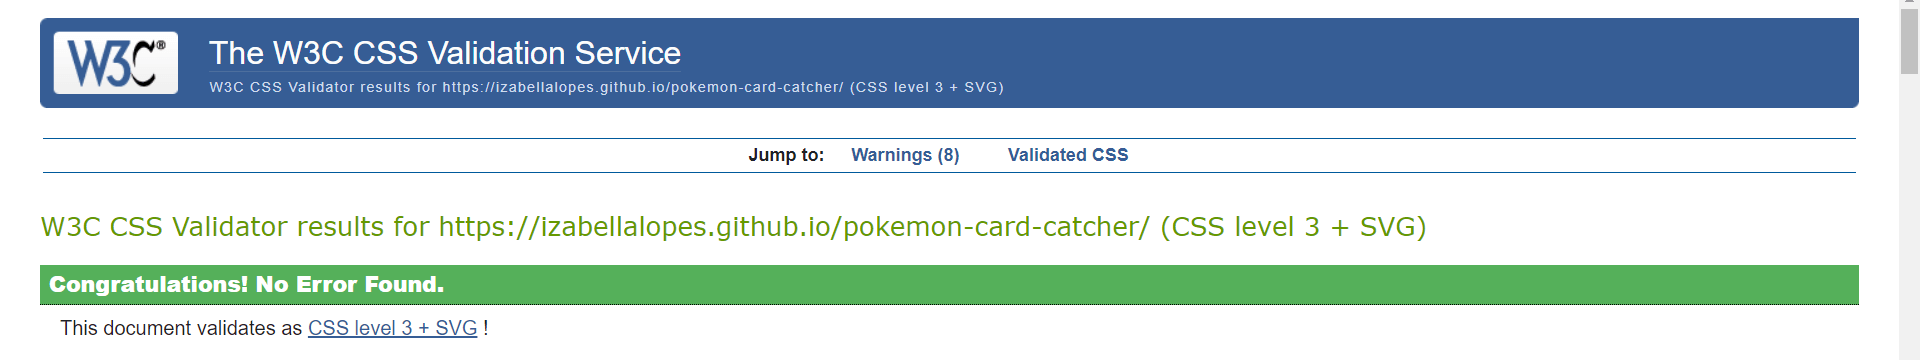 W3C®
The W3C CSS Validation Service
W3C CSS Validator results for https://izabellalopes.github.io/pokemon-card-catcher/ (CSS level 3 + SVG)
Jump to: Warnings (8) Validated CSS
W3C CSS Validator results for https://izabellalopes.github.io/pokemon-card-catcher/ (CSS level 3 + SVG)
Congratulations! No Error Found.
This document validates as CSS level 3 + SVG !